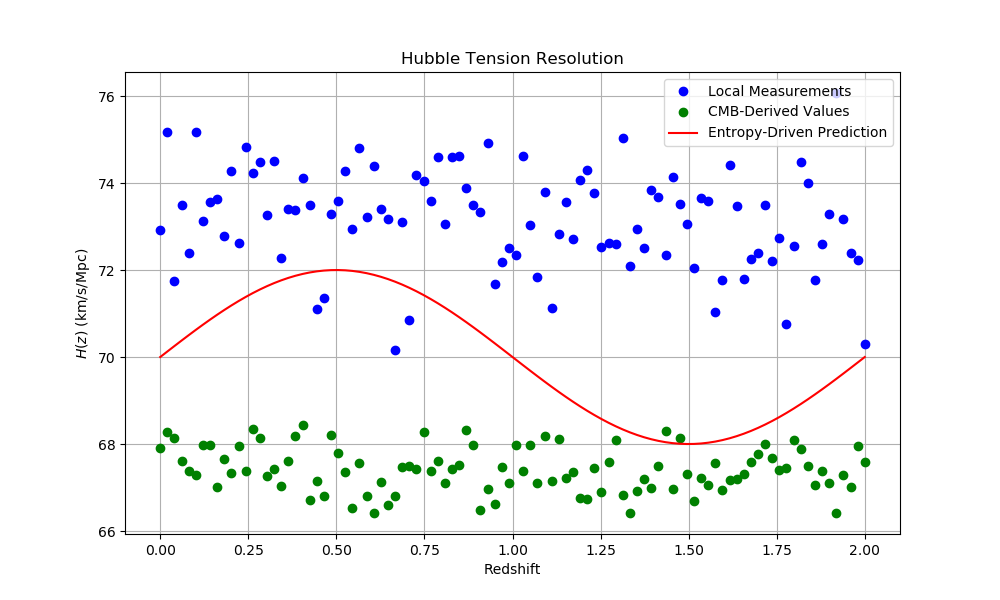 Hubble Tension Resolution
Local Measurements
CMB-Derived Values
Entropy-Driven Prediction
76
74
72
70
68
66
H(z) (km/s/Mpc)
0.00 0.25 0.50 0.75 1.00 1.25 1.50 1.75 2.00
Redshift